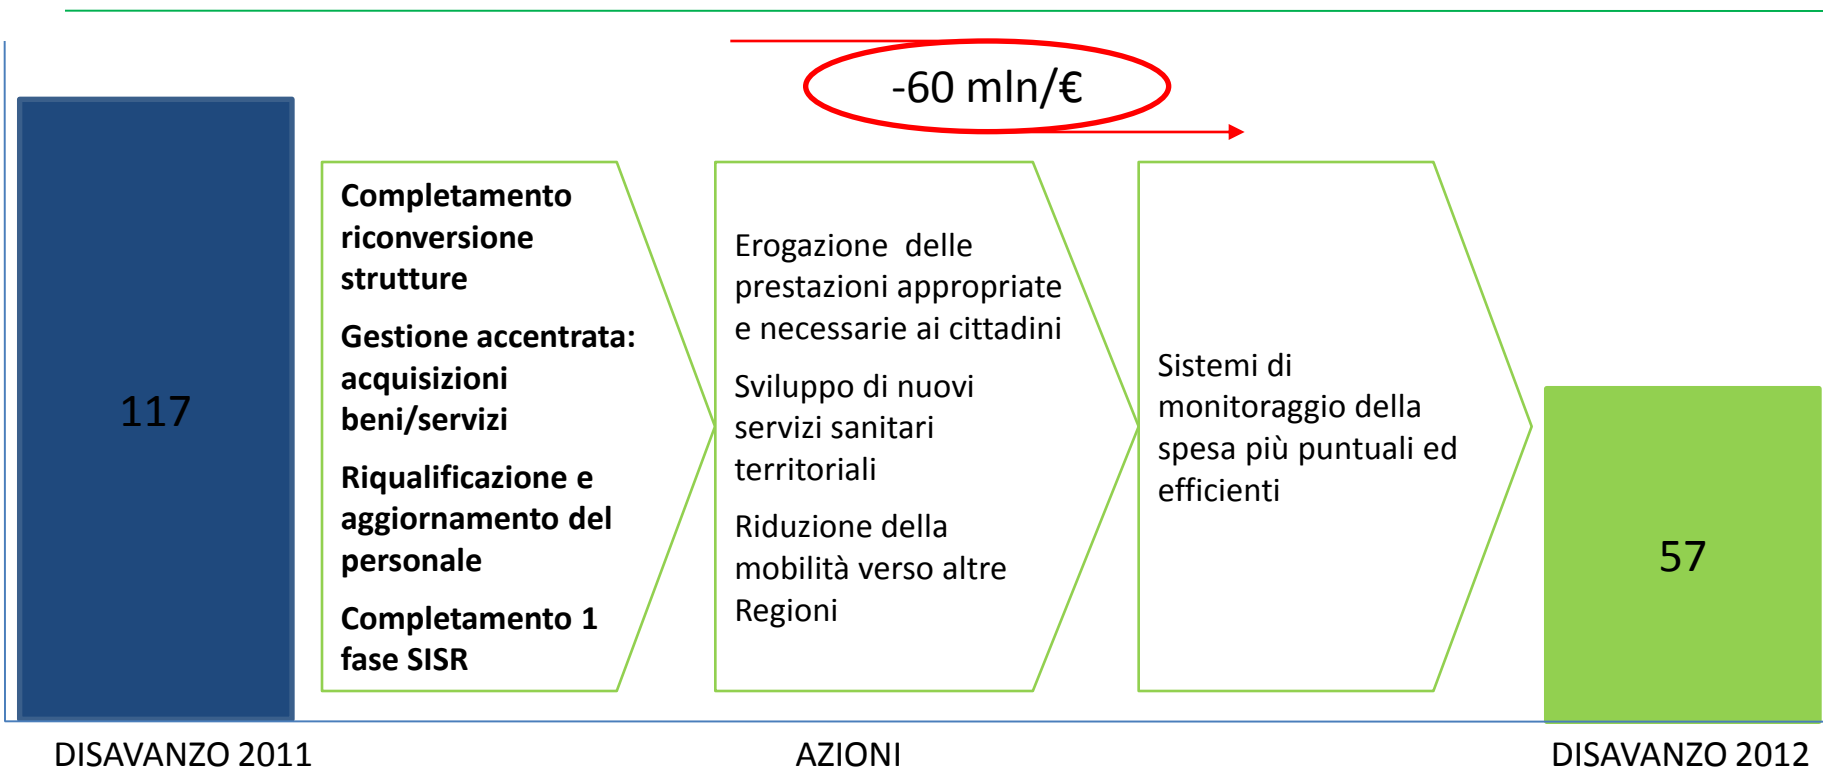 -60 mln/€
117
Completamento
riconversione
strutture
Gestione accentrata:
acquisizioni
beni/servizi
Riqualificazione e
aggiornamento del
personale
Completamento 1
fase SISR
Erogazione  delle
prestazioni appropriate
e necessarie ai cittadini
Sviluppo di nuovi
servizi sanitari
territoriali
Riduzione della
mobilità verso altre
Regioni
Sistemi di
monitoraggio della
spesa più puntuali ed
efficienti
57
DISAVANZO 2011
AZIONI
DISAVANZO 2012